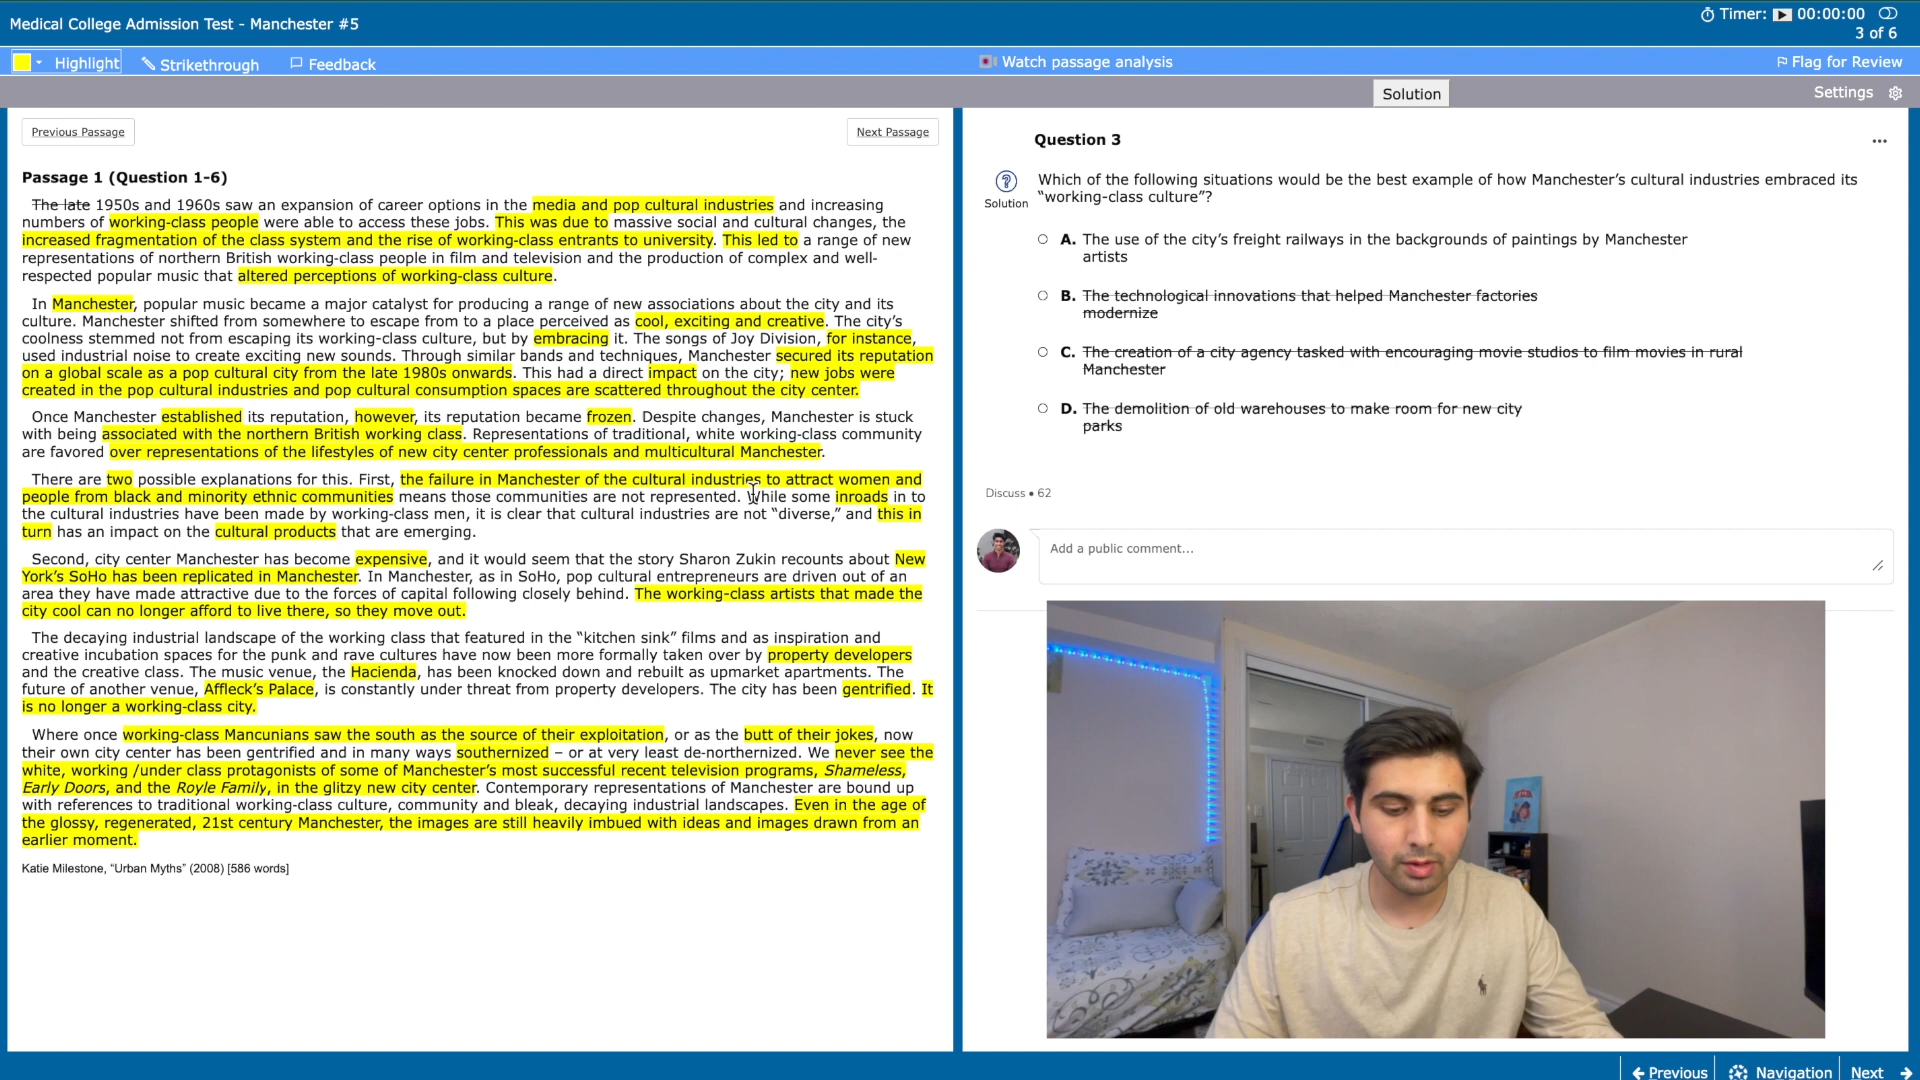 Medical College Admission Test - Manchester #5
Timer: 00:00:00
3 of 6
Highlight Strikethrough Feedback Watch passage analysis Flag for Review
Solution Settings
Previous Passage Next Passage
Passage 1 (Question 1-6)
The late 1950s and 1960s saw an expansion of career options in the media and pop cultural industries and increasing
numbers of working-class people were able to access these jobs. This was due to massive social and cultural changes, the
increased fragmentation of the class system and the rise of working-class entrants to university. This led to a range of new
representations of northern British working-class people in film and television and the production of complex and well-
respected popular music that altered perceptions of working-class culture.
In Manchester, popular music became a major catalyst for producing a range of new associations about the city and its
culture. Manchester shifted from somewhere to escape from to a place perceived as cool, exciting and creative. The city's
coolness stemmed not from escaping its working-class culture, but by embracing it. The songs of Joy Division, for instance,
used industrial noise to create exciting new sounds. Through similar bands and techniques, Manchester secured its reputation
on a global scale as a pop cultural city from the late 1980s onwards. This had a direct impact on the city; new jobs were
created in the pop cultural industries and pop cultural consumption spaces are scattered throughout the city center.
Once Manchester established its reputation, however, its reputation became frozen. Despite changes, Manchester is stuck
with being associated with the northern British working class. Representations of traditional, white working-class community
are favored over representations of the lifestyles of new city center professionals and multicultural Manchester.
There are two possible explanations for this. First, the failure in Manchester of the cultural industries to attract women and
people from black and minority ethnic communities means those communities are not represented. While some inroads in to
the cultural industries have been made by working-class men, it is clear that cultural industries are not “diverse,” and this in
turn has an impact on the cultural products that are emerging.
Second, city center Manchester has become expensive, and it would seem that the story Sharon Zukin recounts about New
York's SoHo has been replicated in Manchester. In Manchester, as in SoHo, pop cultural entrepreneurs are driven out of an
area they have made attractive due to the forces of capital following closely behind. The working-class artists that made the
city cool can no longer afford to live there, so they move out.
The decaying industrial landscape of the working class that featured in the “kitchen sink” films and as inspiration and
creative incubation spaces for the punk and rave cultures have now been more formally taken over by property developers
and the creative class. The music venue, the Hacienda, has been knocked down and rebuilt as upmarket apartments. The
future of another venue, Affleck's Palace, is constantly under threat from property developers. The city has been gentrified. It
is no longer a working-class city.
Where once working-class Mancunians saw the south as the source of their exploitation, or as the butt of their jokes, now
their own city center has been gentrified and in many ways southernized – or at very least de-northernized. We never see the
white, working /under class protagonists of some of Manchester's most successful recent television programs, Shameless,
Early Doors, and the Royle Family, in the glitzy new city center. Contemporary representations of Manchester are bound up
with references to traditional working-class culture, community and bleak, decaying industrial landscapes. Even in the age of
the glossy, regenerated, 21st century Manchester, the images are still heavily imbued with ideas and images drawn from an
earlier moment.
Katie Milestone, “Urban Myths” (2008) [586 words]
Question 3
Solution
Which of the following situations would be the best example of how Manchester's cultural industries embraced its
“working-class culture”?
A. The use of the city's freight railways in the backgrounds of paintings by Manchester
artists
B. The technological innovations that helped Manchester factories
modernize
C. The creation of a city agency tasked with encouraging movie studios to film movies in rural
Manchester
D. The demolition of old warehouses to make room for new city
parks
Discuss • 62
Add a public comment...
Previous Navigation Next